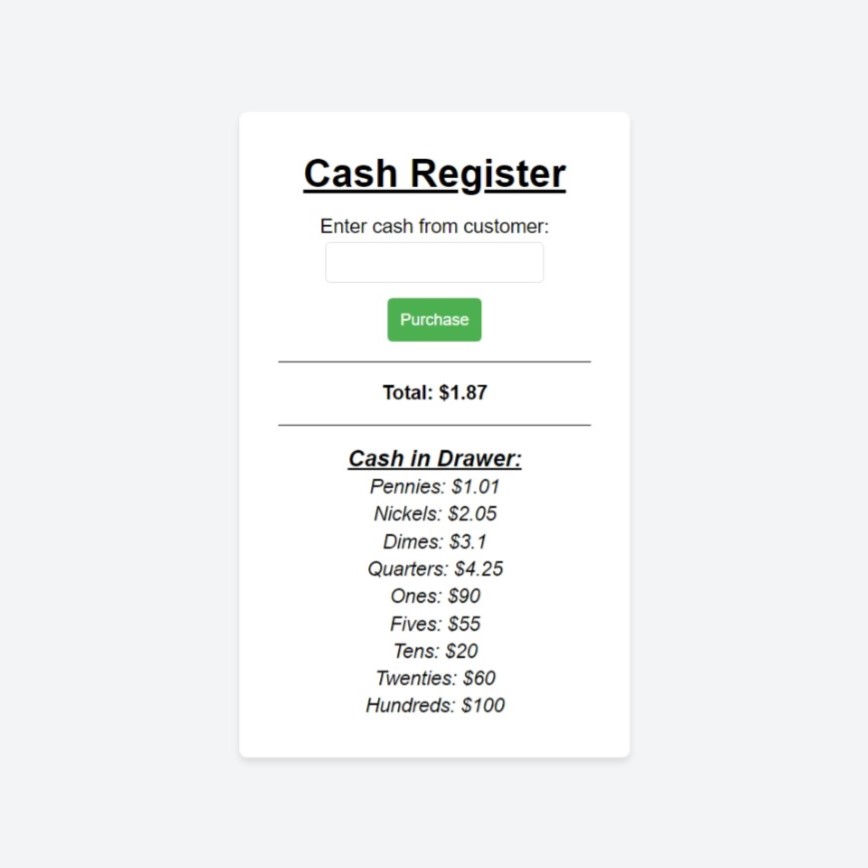 Cash Register
Enter cash from customer:
Purchase
Total: $1.87
Cash in Drawer:
Pennies: $1.01
Nickels: $2.05
Dimes: $3.1
Quarters: $4.25
Ones: $90
Fives: $55
Tens: $20
Twenties: $60
Hundreds: $100